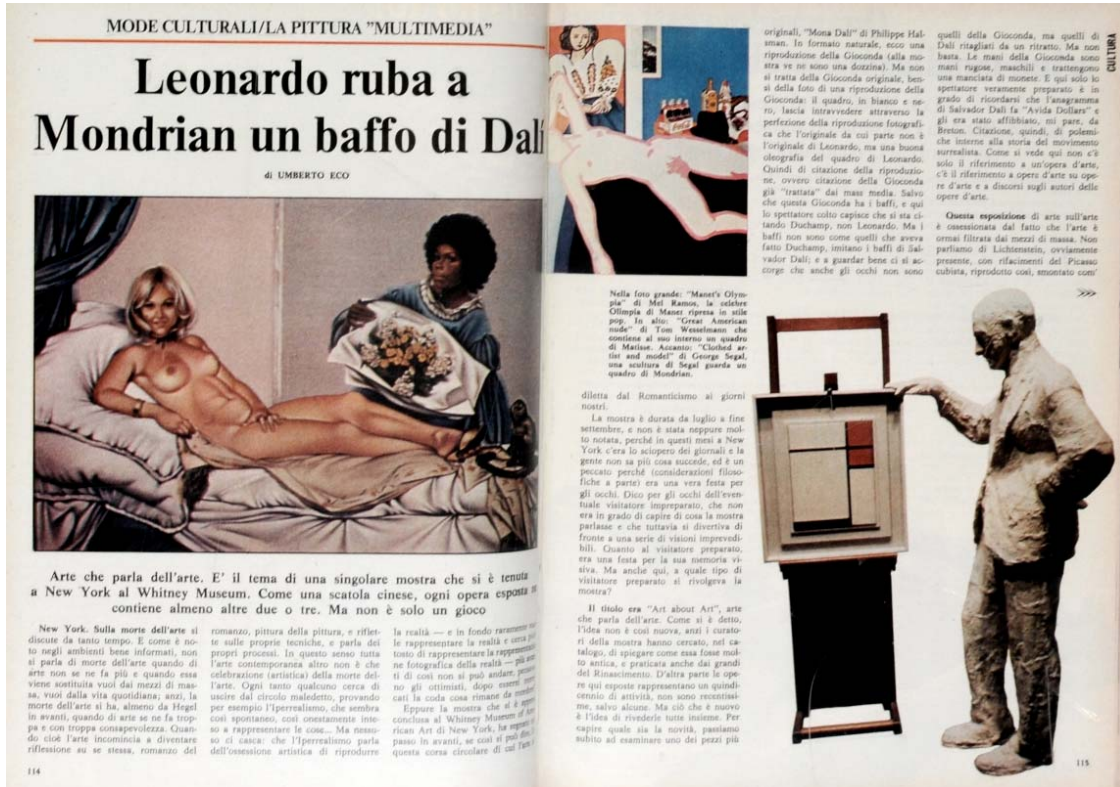 MODE CULTURALI/LA PITTURA "MULTIMEDIA"
Leonardo ruba a
Mondrian un baffo di Dalí
di UMBERTO ECO
Arte che parla dell'arte. E' il tema di una singolare mostra che si è tenuta
a New York al Whitney Museum. Come una scatola cinese, ogni opera esposta
contiene almeno altre due o tre. Ma non è solo un gioco
New York. Sulla morte dell'arte si
discute da tanto tempo. E come è no-
to negli ambienti bene informati, non
si parla di morte dell'arte quando di
arte non se ne fa più e quando essa
viene sostituita vuoi dai mezzi di mas-
sa, vuoi dalla vita quotidiana; anzi, la
morte dell'arte si ha, almeno da Hegel
in avanti, quando di arte se ne fa trop-
pa e con troppa consapevolezza. Quan-
do cioè l'arte incomincia a diventare
riflessione su se stessa, romanzo del
romanzo, pittura della pittura, e riflet-
te sulle proprie tecniche, e parla dei
propri processi. In questo senso tutta
l'arte contemporanea altro non è che
celebrazione (artistica) della morte del-
l'arte. Ogni tanto qualcuno cerca di
uscire dal circolo maledetto, provando
per esempio l'Iperrealismo, che sembra
così spontaneo, così onestamente inte-
so a rappresentare le cose... Ma nessu-
no ci casca: che l'Iperrealismo parla
dell'ossessione artistica di riprodurre
la realtà — e in fondo raramente
le rappresentare la realtà e cerca
tosto di rappresentare la
ne fotografica della realtà — più
ti di così non si può andare,
no gli ottimisti, dopo essersi
cati la coda cosa rimane da
Eppure la mostra che si è
conclusa al Whitney Museum of
rican Art di New York, ha segnato
passo in avanti, se così si può dire,
questa corsa circolare di cui l'arte
114
originali, "Mona Dalí" di Philippe Hal-
sman. In formato naturale, ecco una
riproduzione della Gioconda (alla mo-
stra ve ne sono una dozzina). Ma non
si tratta della Gioconda originale, ben-
sì della foto di una riproduzione della
Gioconda: il quadro, in bianco e ne-
ro, lascia intravvedere attraverso la
perfezione della riproduzione fotografi-
ca che l'originale da cui parte non è
l'originale di Leonardo, ma una buona
oleografia del quadro di Leonardo.
Quindi di citazione della riproduzio-
ne, ovvero citazione della Gioconda
già "trattata" dai mass media. Salvo
che questa Gioconda ha i baffi, e qui
lo spettatore colto capisce che si sta ci-
tando Duchamp, non Leonardo. Ma i
baffi non sono come quelli che aveva
fatto Duchamp, imitano i baffi di Sal-
vador Dalí; e a guardar bene ci si ac-
corge che anche gli occhi non sono
quelli della Gioconda, ma quelli di
Dalí ritagliati da un ritratto. Ma non
basta. Le mani della Gioconda sono
mani rugose, maschili e trattengono
una manciata di monete. E qui solo lo
spettatore veramente preparato è in
grado di ricordarsi che l'anagramma
di Salvador Dalí fa "Avida Dollars" e
gli era stato affibbiato, mi pare, da
Breton. Citazione, quindi, di polemi-
che interne alla storia del movimento
surrealista. Come si vede qui non c'è
solo il riferimento a un'opera d'arte,
c'è il riferimento a opere d'arte su ope-
re d'arte e a discorsi sugli autori delle
opere d'arte.
Questa esposizione di arte sull'arte
è ossessionata dal fatto che l'arte è
ormai filtrata dai mezzi di massa. Non
parliamo di Lichtenstein, ovviamente
presente, con rifacimenti del Picasso
cubista, riprodotto così, smontato com'
CULTURA
Nella foto grande: "Manet's Olym-
pia" di Mel Ramos, la celebre
Olimpia di Manet ripresa in stile
pop. In alto: "Great American
nude" di Tom Wesselmann che
contiene al suo interno un quadro
di Matisse. Accanto: "Clothed ar-
tist and model" di George Segal,
una scultura di Segal guarda un
quadro di Mondrian.
diletta dal Romanticismo ai giorni
nostri.
La mostra è durata da luglio a fine
settembre, e non è stata neppure mol-
to notata, perché in questi mesi a New
York c'era lo sciopero dei giornali e la
gente non sa più cosa succede, ed è un
peccato perché (considerazioni filoso-
fiche a parte) era una vera festa per
gli occhi. Dico per gli occhi dell'even-
tuale visitatore impreparato, che non
era in grado di capire di cosa la mostra
parlasse e che tuttavia si divertiva di
fronte a una serie di visioni imprevedi-
bili. Quanto al visitatore preparato,
era una festa per la sua memoria vi-
siva. Ma anche qui, a quale tipo di
visitatore preparato si rivolgeva la
mostra?
Il titolo era "Art about Art", arte
che parla dell'arte. Come si è detto,
l'idea non è così nuova, anzi i curato-
ri della mostra hanno cercato, nel ca-
talogo, di spiegare come essa fosse mol-
to antica, e praticata anche dai grandi
del Rinascimento. D'altra parte le ope-
re qui esposte rappresentano un quindi-
cennio di attività, non sono recentissi-
me, salvo alcune. Ma ciò che è nuovo
è l'idea di rivederle tutte insieme. Per
capire quale sia la novità, passiamo
subito ad esaminare uno dei pezzi più
115